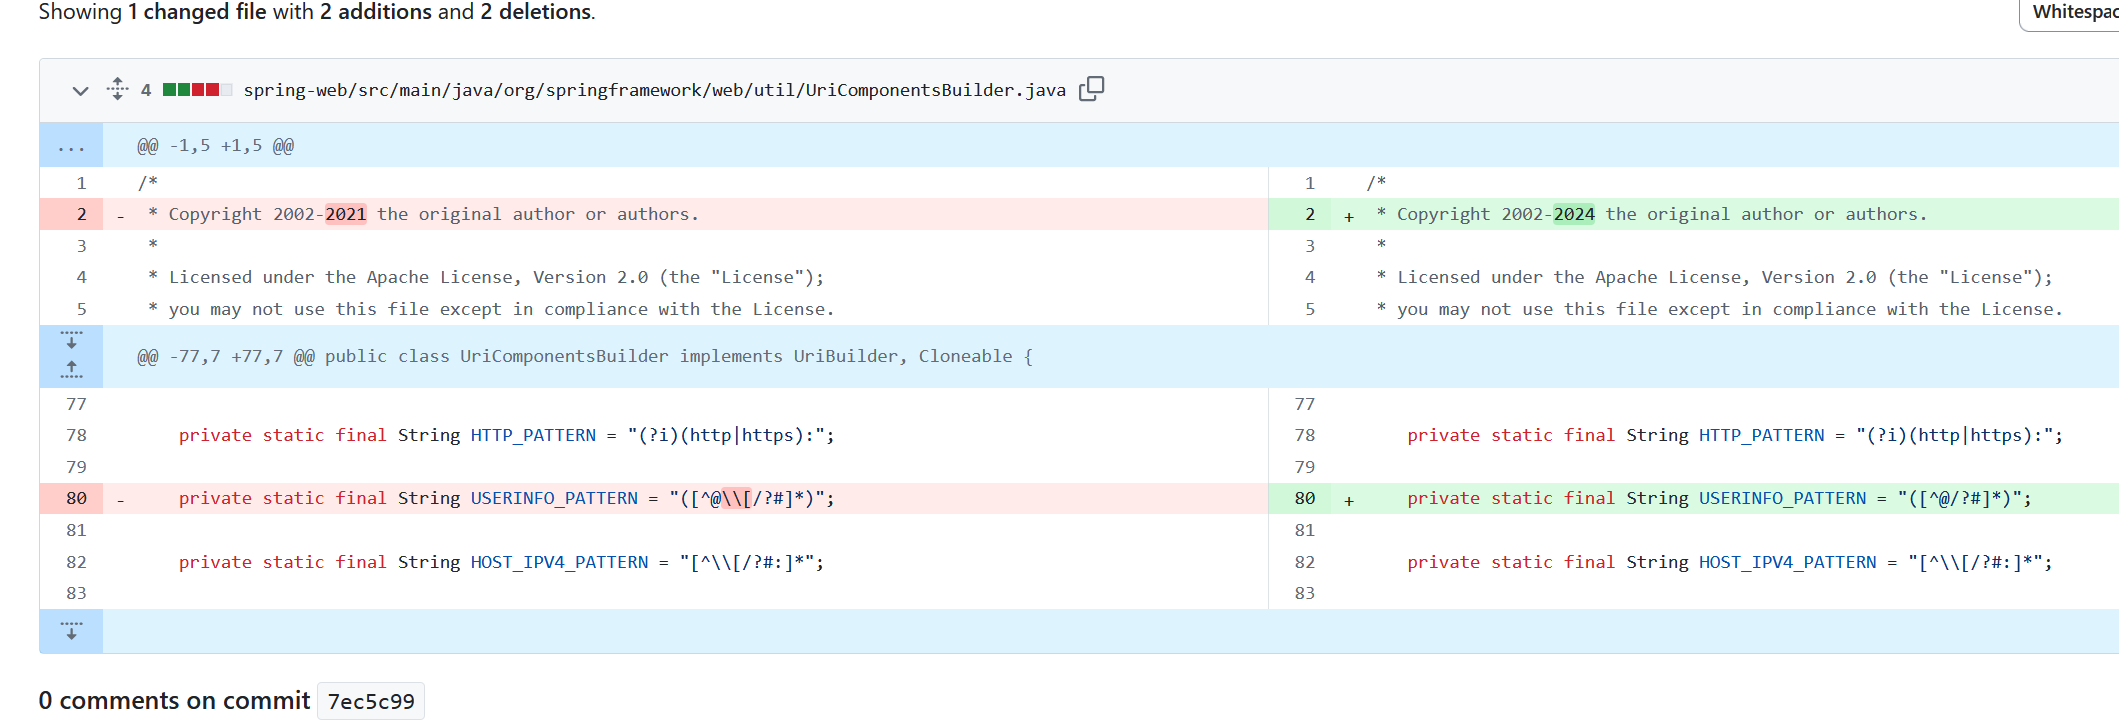 Showing 1 changed file with 2 additions and 2 deletions.
Whitespac
4 spring-web/src/main/java/org/springframework/web/util/UriComponentsBuilder.java
... @@ -1,5 +1,5 @@
1 /* 1 /*
2 - * Copyright 2002-2021 the original author or authors. 2 + * Copyright 2002-2024 the original author or authors.
3 * 3 *
4 * Licensed under the Apache License, Version 2.0 (the "License"); 4 * Licensed under the Apache License, Version 2.0 (the "License");
5 * you may not use this file except in compliance with the License. 5 * you may not use this file except in compliance with the License.
@@ -77,7 +77,7 @@ public class UriComponentsBuilder implements UriBuilder, Cloneable {
77 77
78 private static final String HTTP_PATTERN = "(?i)(http|https):"; 78 private static final String HTTP_PATTERN = "(?i)(http|https):";
79 79
80 - private static final String USERINFO_PATTERN = "([^@\\[/?#]*)"; 80 + private static final String USERINFO_PATTERN = "([^@/?#]*)";
81 81
82 private static final String HOST_IPV4_PATTERN = "[^\\[/?#:]*"; 82 private static final String HOST_IPV4_PATTERN = "[^\\[/?#:]*";
83 83
0 comments on commit 7ec5c99